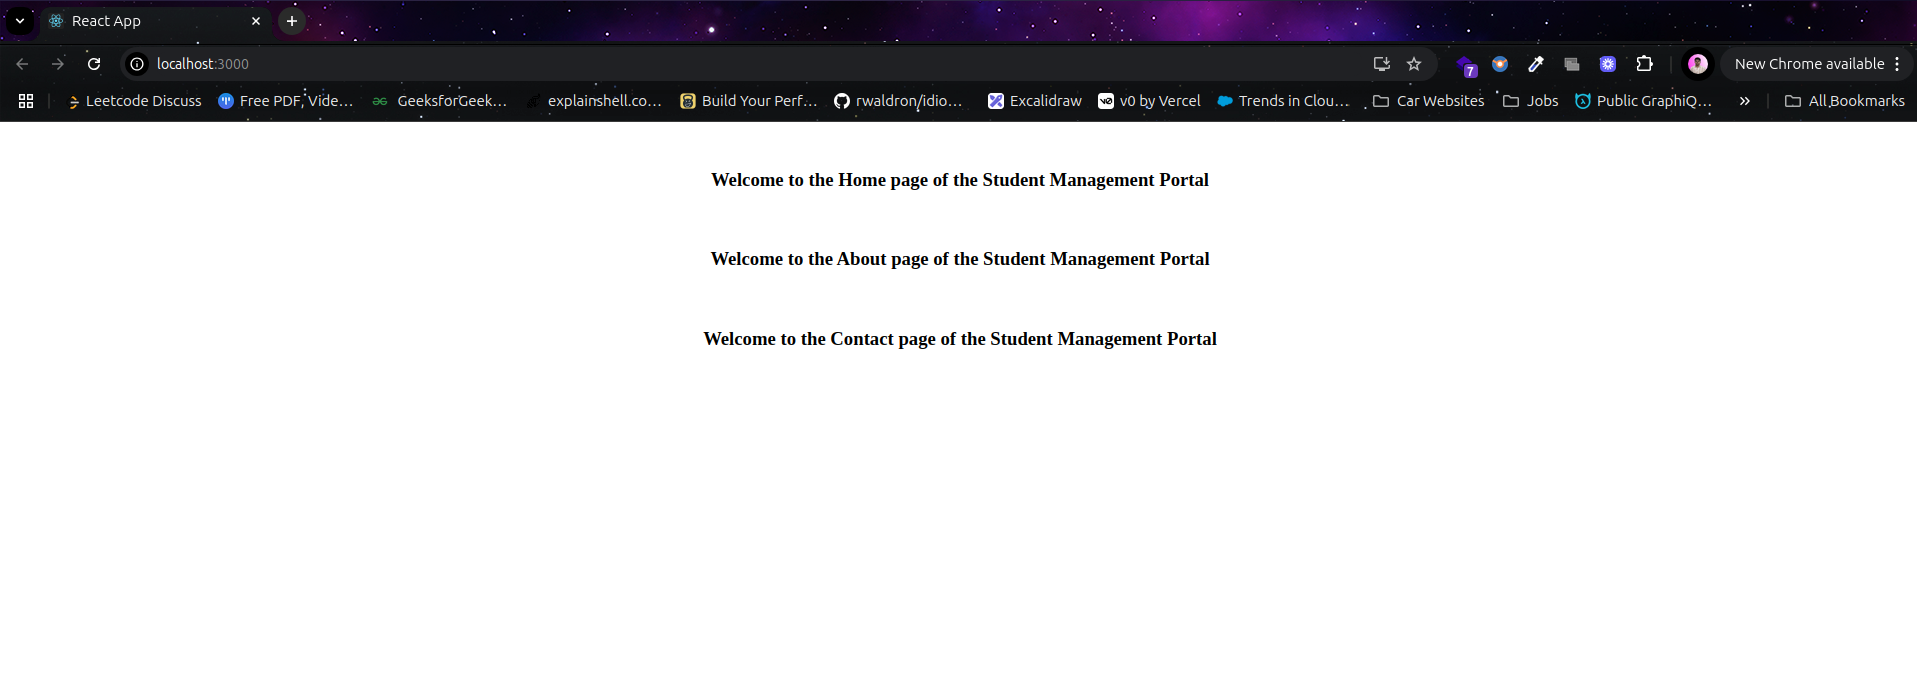 React App
localhost:3000
7
New Chrome available
Leetcode Discuss
Free PDF, Vide...
GeeksforGeek...
explainshell.co...
Build Your Perf...
rwaldron/idio...
Excalidraw
v0 by Vercel
Trends in Clou...
Car Websites
Jobs
Public GraphiQ...
All Bookmarks
Welcome to the Home page of the Student Management Portal
Welcome to the About page of the Student Management Portal
Welcome to the Contact page of the Student Management Portal